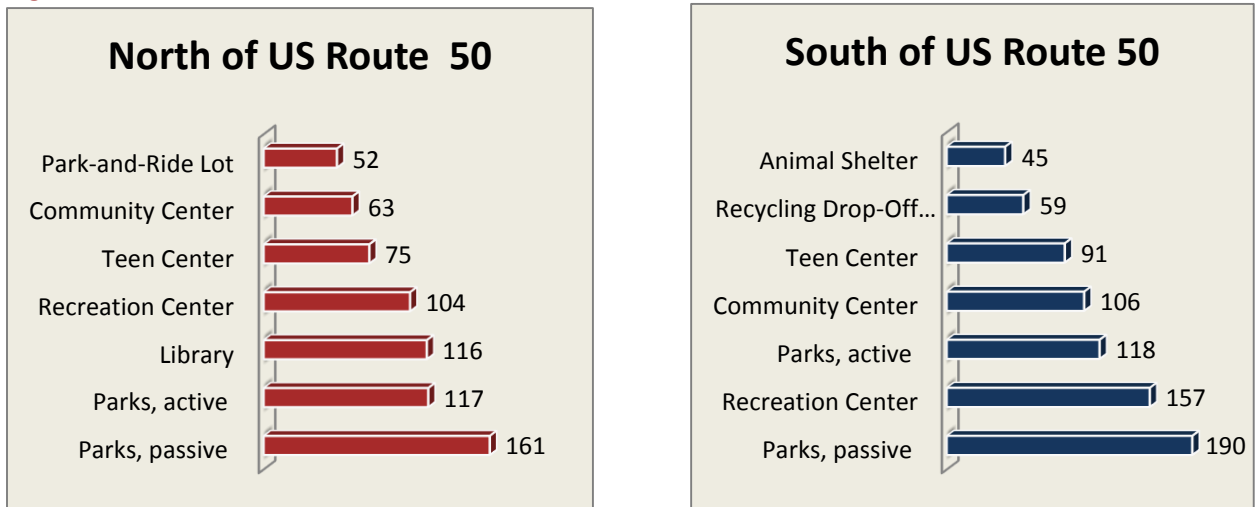 North of US Route 50
Park-and-Ride Lot 52
Community Center 63
Teen Center 75
Recreation Center 104
Library 116
Parks, active 117
Parks, passive 161
South of US Route 50
Animal Shelter 45
Recycling Drop-Off... 59
Teen Center 91
Community Center 106
Parks, active 118
Recreation Center 157
Parks, passive 190